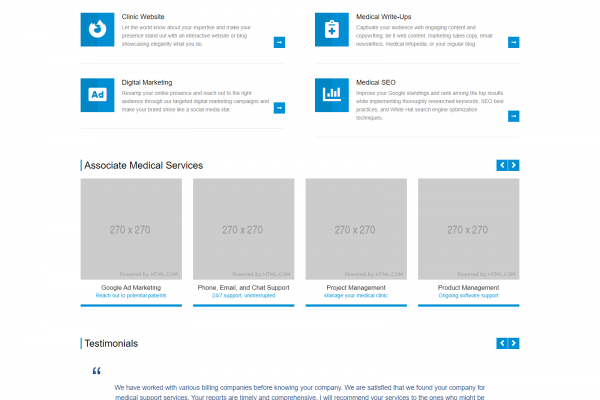 Clinic Website
Let the world know about your expertise and make your
presence stand out with an interactive website or blog
showcasing elegantly what you do.
Medical Write-Ups
Captivate your audience with engaging content and
copywriting, be it web content, marketing sales copy, email
newsletters, medical infopedia, or your regular blog.
Digital Marketing
Revamp your online presence and reach out to the right
audience through our targeted digital marketing campaigns and
make your brand shine like a social media star.
Ad
Medical SEO
Improve your Google standings and rank among the top results
while implementing thoroughly researched keywords, SEO best
practices, and White Hat search engine optimization
techniques.
Associate Medical Services
270 x 270
Powered by HTML.COM
Google Ad Marketing
Reach out to potential patients
270 x 270
Powered by HTML.COM
Phone, Email, and Chat Support
24/7 support, uninterrupted
270 x 270
Powered by HTML.COM
Project Management
Manage your medical clinic
270 x 270
Powered by HTML.COM
Product Management
Ongoing software support
Testimonials
“
We have worked with various billing companies before knowing your company. We are satisfied that we found your company for
medical support services. Your reports are timely and comprehensive. I will recommend your services to the ones who might be